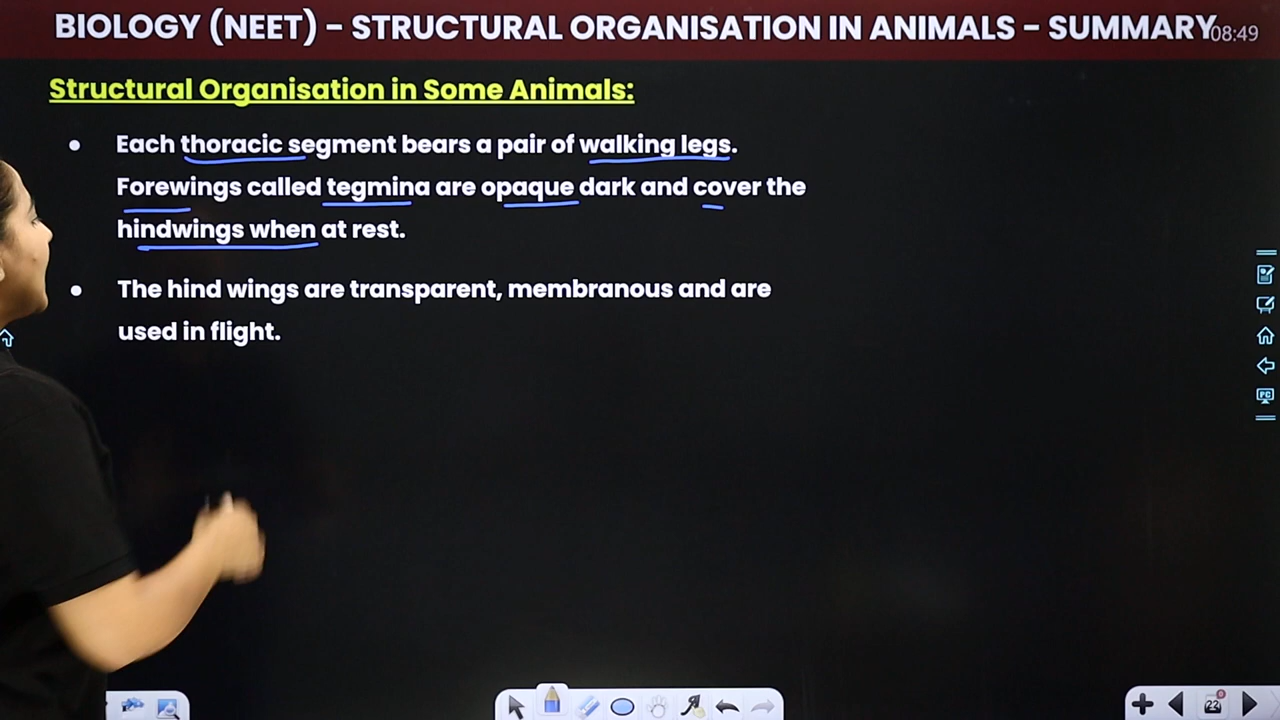 BIOLOGY (NEET) – STRUCTURAL ORGANISATION IN ANIMALS – SUMMARY
08:49
Structural Organisation in Some Animals:
• Each thoracic segment bears a pair of walking legs.
Forewings called tegmina are opaque dark and cover the
hindwings when at rest.
• The hind wings are transparent, membranous and are
used in flight.
PC
22